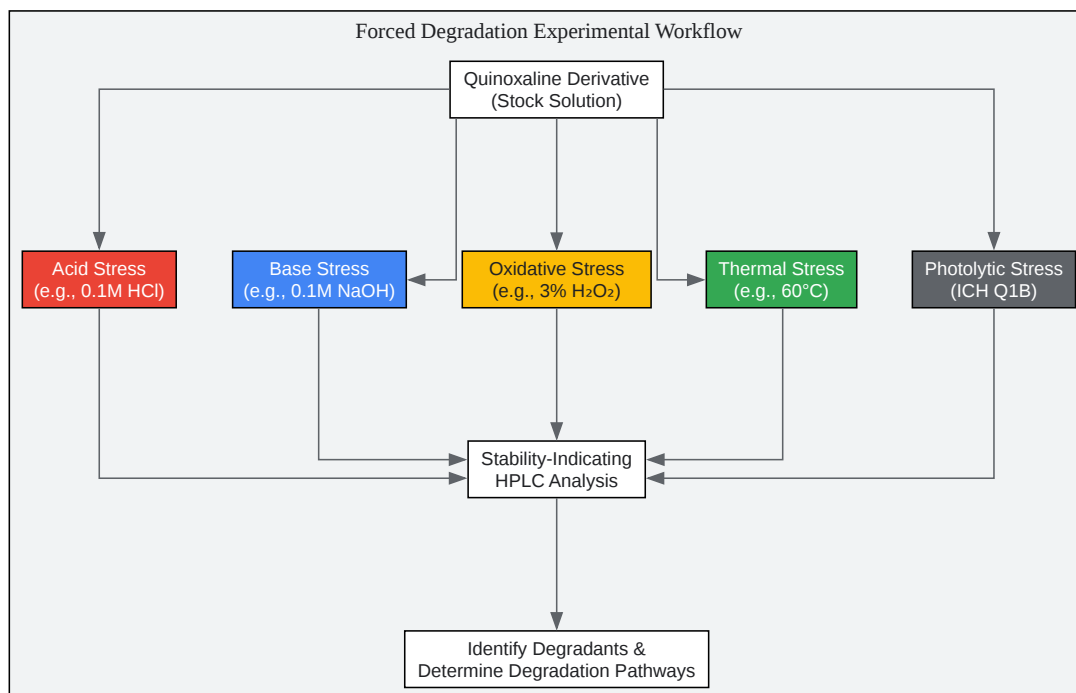 Forced Degradation Experimental Workflow
Quinoxaline Derivative
(Stock Solution)
Acid Stress
(e.g., 0.1M HCl)
Base Stress
(e.g., 0.1M NaOH)
Oxidative Stress
(e.g., 3% H₂O₂)
Thermal Stress
(e.g., 60°C)
Photolytic Stress
(ICH Q1B)
Stability-Indicating
HPLC Analysis
Identify Degradants &
Determine Degradation Pathways